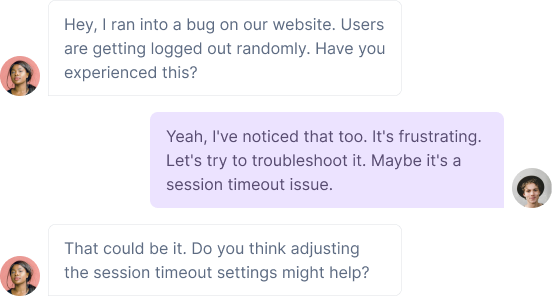 Hey, I ran into a bug on our website. Users
are getting logged out randomly. Have you
experienced this?
Yeah, I've noticed that too. It's frustrating.
Let's try to troubleshoot it. Maybe it's a
session timeout issue.
That could be it. Do you think adjusting
the session timeout settings might help?